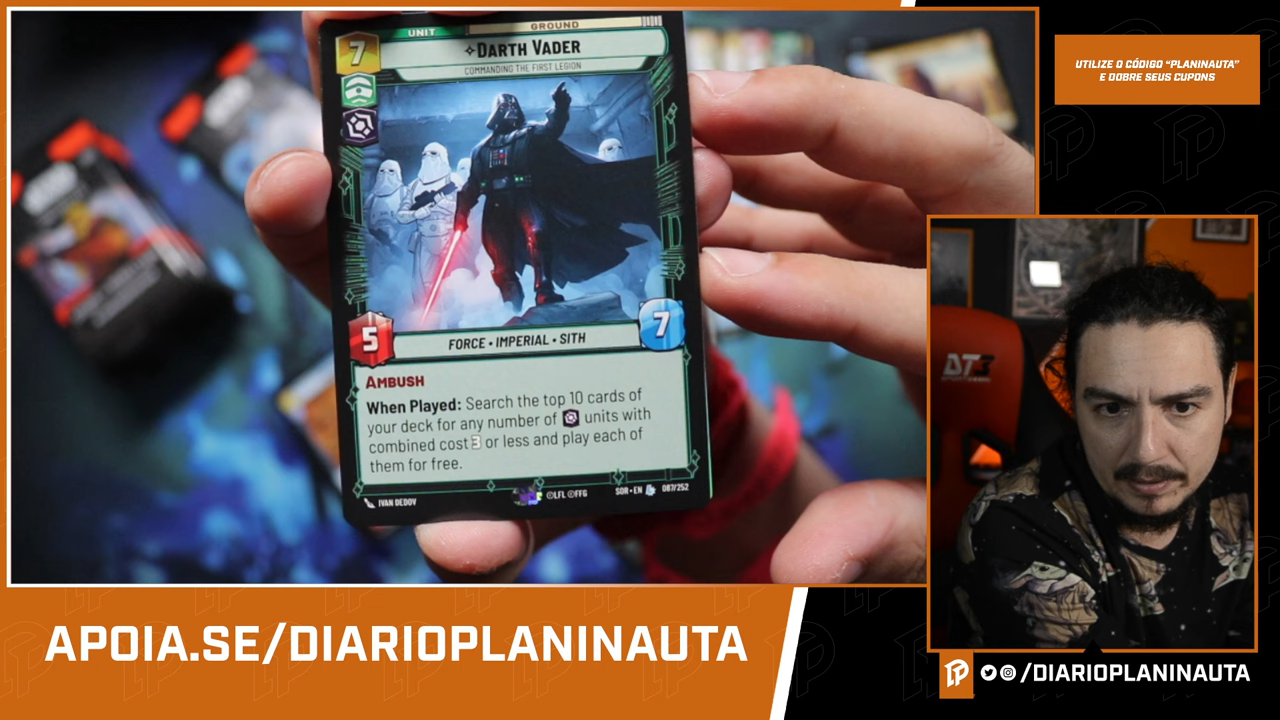 UNIT
GROUND
7
✧DARTH VADER
COMMANDING THE FIRST LEGION
5
7
FORCE • IMPERIAL • SITH
AMBUSH
When Played: Search the top 10 cards of
your deck for any number of units with
combined cost 3 or less and play each of
them for free.
IVAN DEDOV
©LFL ©FFG
SOR • EN
087/252
UTILIZE O CÓDIGO “PLANINAUTA”
E DOBRE SEUS CUPONS
DT3
APOIA.SE/DIARIOPLANINAUTA
/DIARIOPLANINAUTA